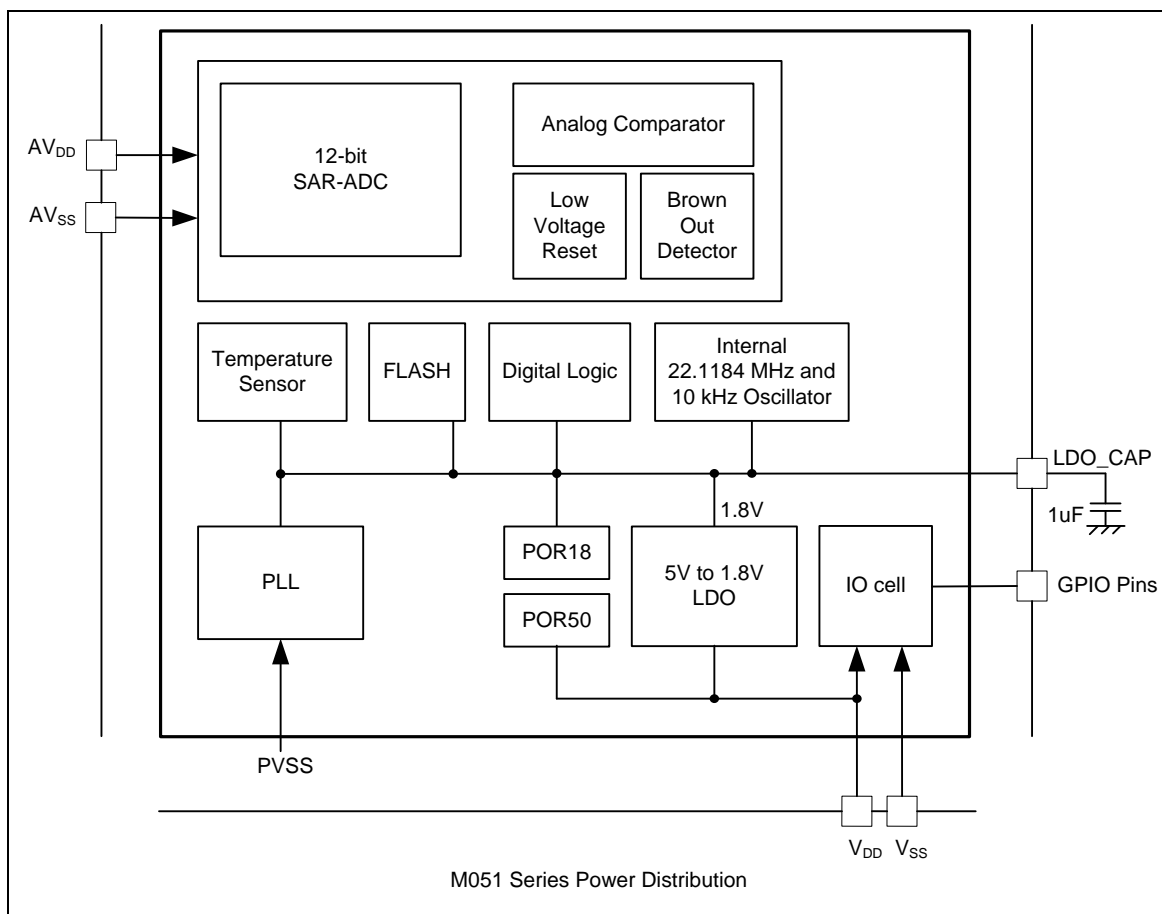 AVDD
AVSS
12-bit
SAR-ADC
Analog Comparator
Low
Voltage
Reset
Brown
Out
Detector
Temperature
Sensor
FLASH
Digital Logic
Internal
22.1184 MHz and
10 kHz Oscillator
LDO_CAP
1uF
1.8V
PLL
POR18
POR50
5V to 1.8V
LDO
IO cell
GPIO Pins
PVSS
VDD
VSS
M051 Series Power Distribution